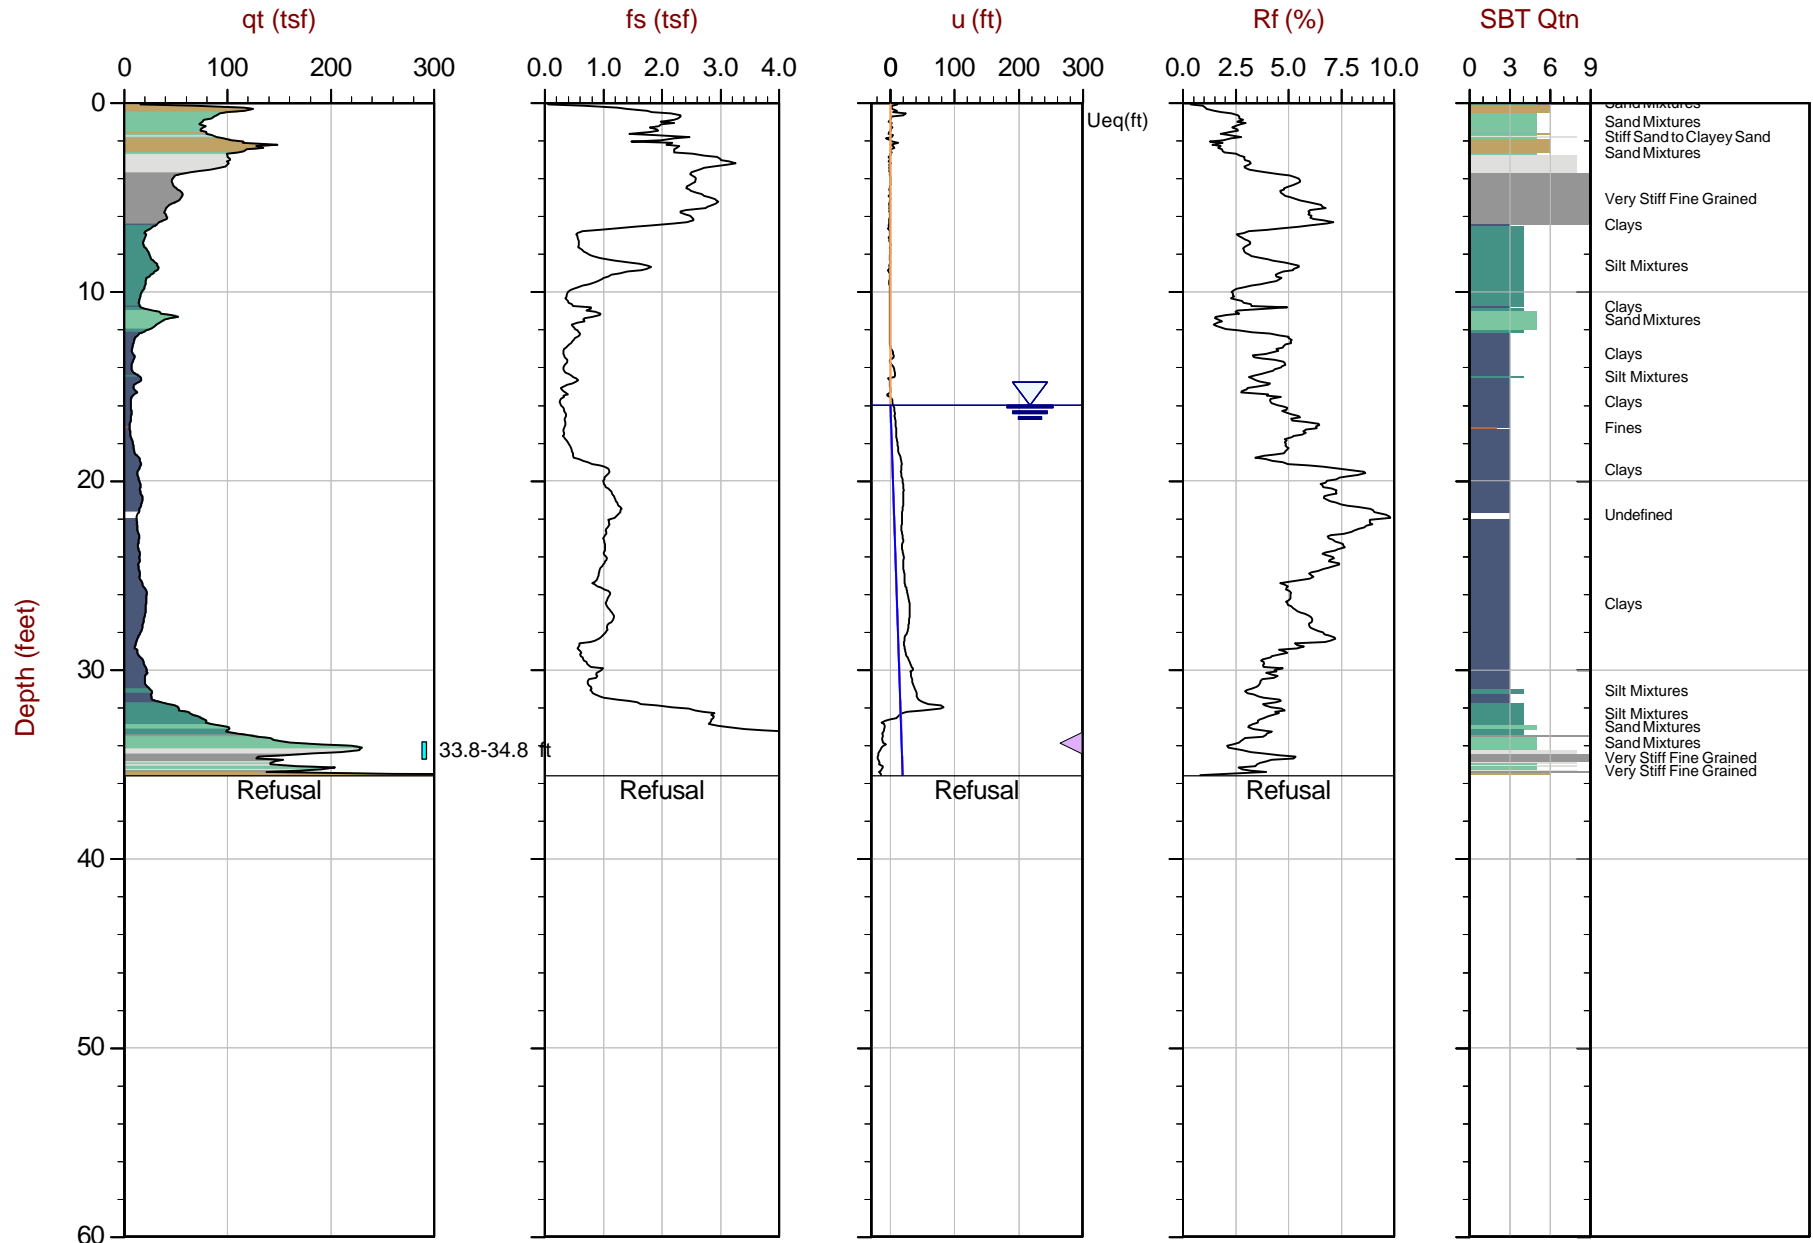 qt (tsf) fs (tsf) u (ft) Rf (%) SBT Qtn
0 100 200 300 0.0 1.0 2.0 3.0 4.0 0 100 200 300 0.0 2.5 5.0 7.5 10.0 0 3 6 9
0
Sand Mixtures
Ueq(ft)
Sand Mixtures
Stiff Sand to Clayey Sand
Sand Mixtures
Very Stiff Fine Grained
Clays
Silt Mixtures
10
Clays
Sand Mixtures
Clays
Silt Mixtures
Clays
Fines
Clays
20
Undefined
Clays
Depth (feet)
30
Silt Mixtures
Silt Mixtures
Sand Mixtures
Sand Mixtures
33.8-34.8 ft
Very Stiff Fine Grained
Very Stiff Fine Grained
Refusal Refusal Refusal Refusal
40
50
60